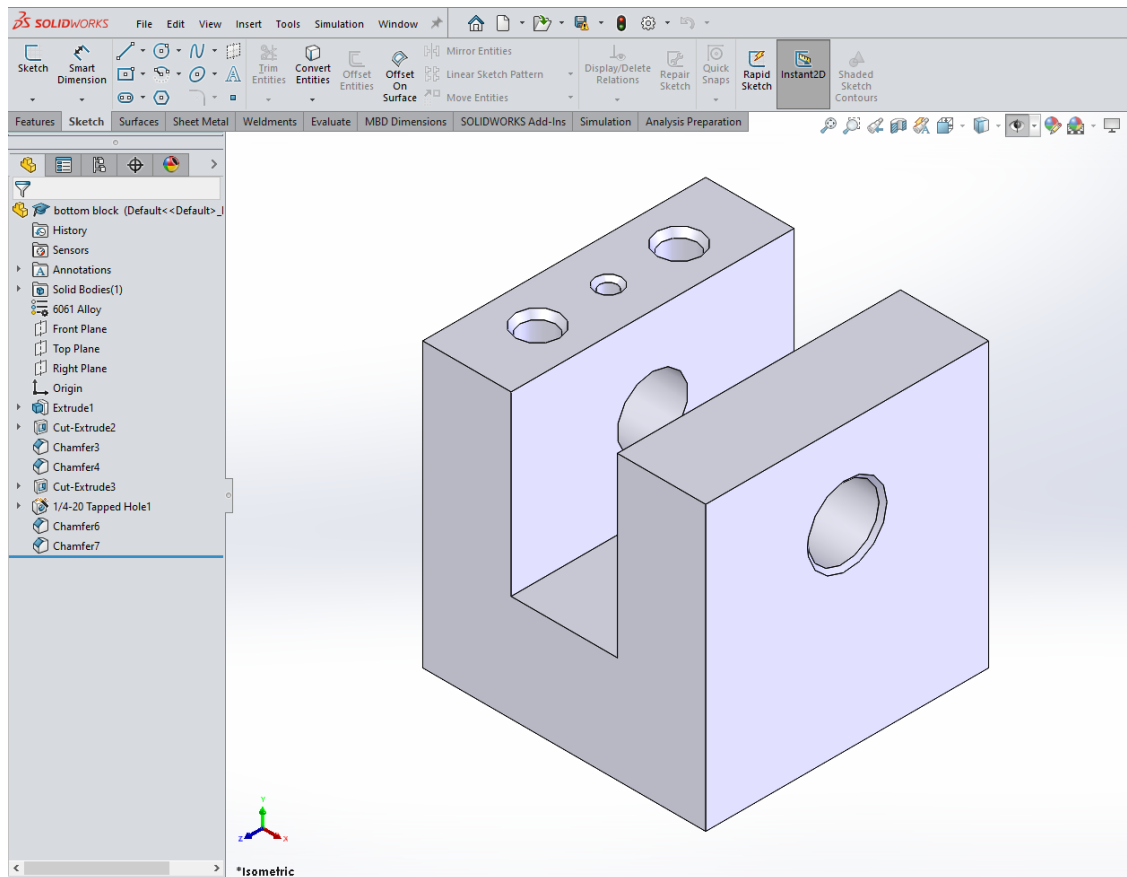 SOLIDWORKS File Edit View Insert Tools Simulation Window
Sketch Smart Dimension Trim Entities Convert Entities Offset Entities Offset On Surface Mirror Entities Linear Sketch Pattern Move Entities Display/Delete Relations Repair Sketch Quick Snaps Rapid Sketch Instant2D Shaded Sketch Contours
Features Sketch Surfaces Sheet Metal Weldments Evaluate MBD Dimensions SOLIDWORKS Add-Ins Simulation Analysis Preparation
bottom block (Default<<Default>_
History
Sensors
A Annotations
Solid Bodies(1)
6061 Alloy
Front Plane
Top Plane
Right Plane
Origin
Extrude1
Cut-Extrude2
Chamfer3
Chamfer4
Cut-Extrude3
1/4-20 Tapped Hole1
Chamfer6
Chamfer7
Y
Z X
*Isometric